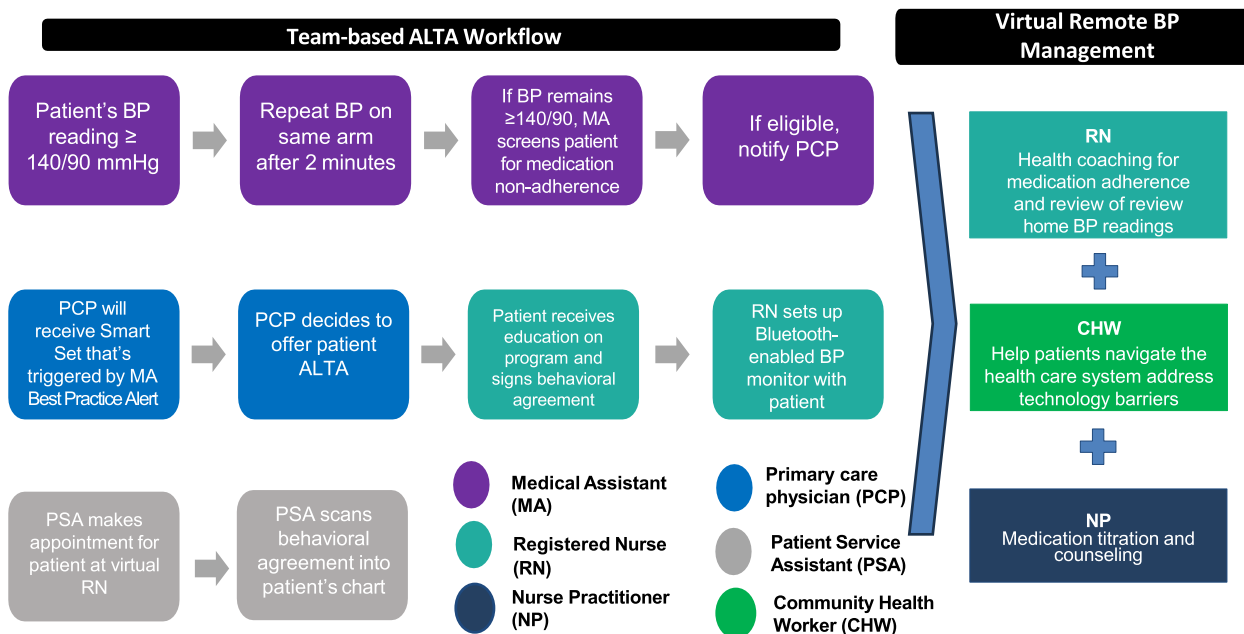 Team-based ALTA Workflow
Virtual Remote BP
Management
Patient's BP
reading ≥
140/90 mmHg
Repeat BP on
same arm
after 2 minutes
If BP remains
≥140/90, MA
screens patient
for medication
non-adherence
If eligible,
notify PCP
PCP will
receive Smart
Set that's
triggered by MA
Best Practice Alert
PCP decides to
offer patient
ALTA
Patient receives
education on
program and
signs behavioral
agreement
RN sets up
Bluetooth-
enabled BP
monitor with
patient
PSA makes
appointment for
patient at virtual
RN
PSA scans
behavioral
agreement into
patient's chart
Medical Assistant
(MA)
Registered Nurse
(RN)
Nurse Practitioner
(NP)
Primary care
physician (PCP)
Patient Service
Assistant (PSA)
Community Health
Worker (CHW)
RN
Health coaching for
medication adherence
and review of review
home BP readings
CHW
Help patients navigate the
health care system address
technology barriers
NP
Medication titration and
counseling